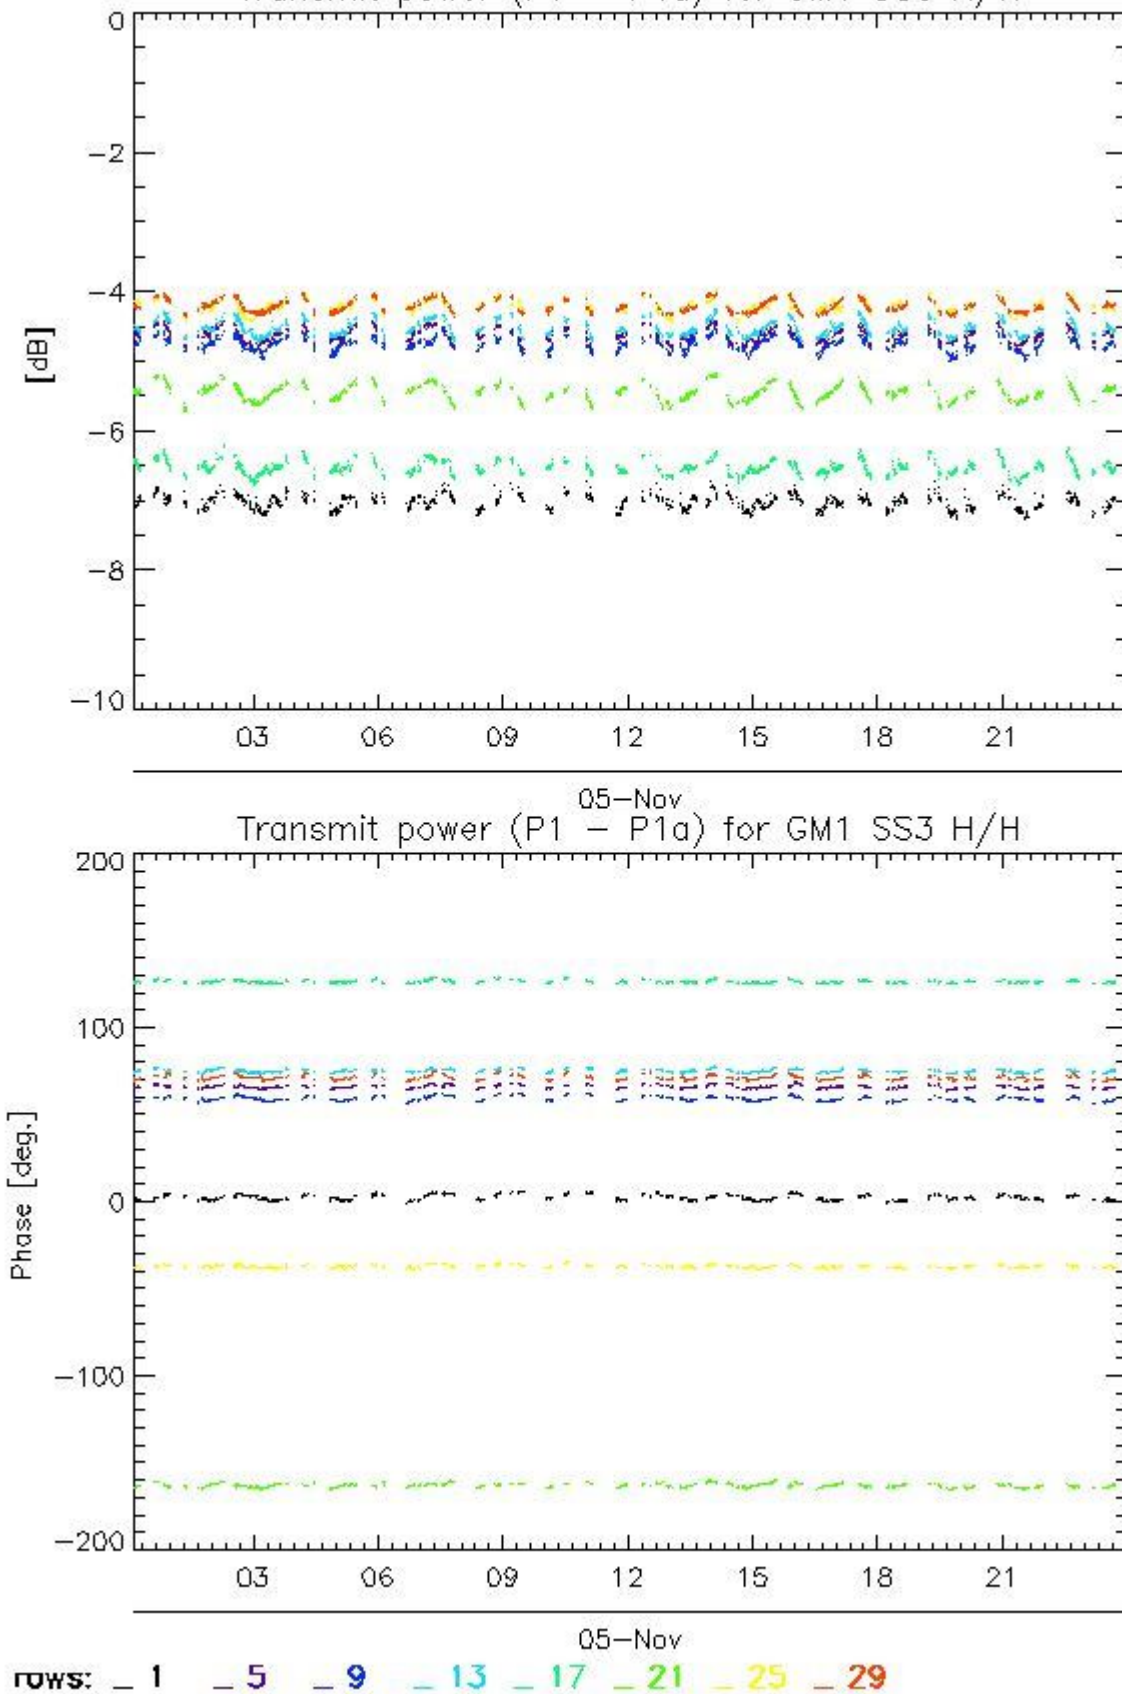 0
−2
−4
[dB]
−6
−8
−10
03 06 09 12 15 18 21
05−Nov
Transmit power (P1 − P1a) for GM1 SS3 H/H
200
100
Phase [deg.]
0
−100
−200
03 06 09 12 15 18 21
05−Nov
rows: _ 1 _ 5 _ 9 _ 13 _ 17 _ 21 _ 25 _ 29